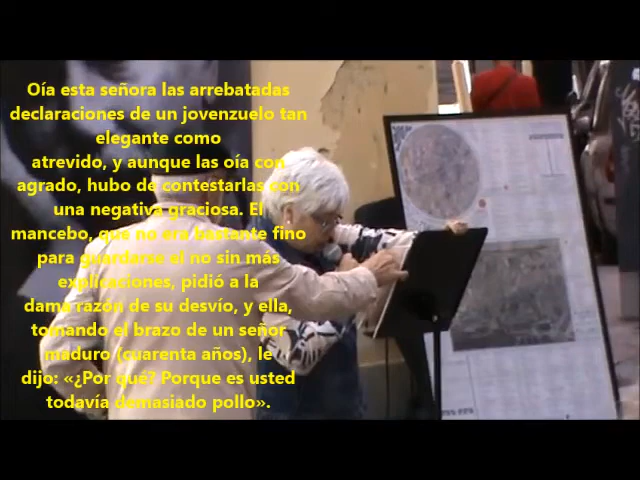 Oía esta señora las arrebatadas
declaraciones de un jovenzuelo tan
elegante como
atrevido, y aunque las oía con
agrado, hubo de contestarlas con
una negativa graciosa. El
mancebo, que no era bastante fino
para guardarse el no sin más
explicaciones, pidió a la
dama razón de su desvío, y ella,
tomando el brazo de un señor
maduro (cuarenta años), le
dijo: «¿Por qué? Porque es usted
todavía demasiado pollo».